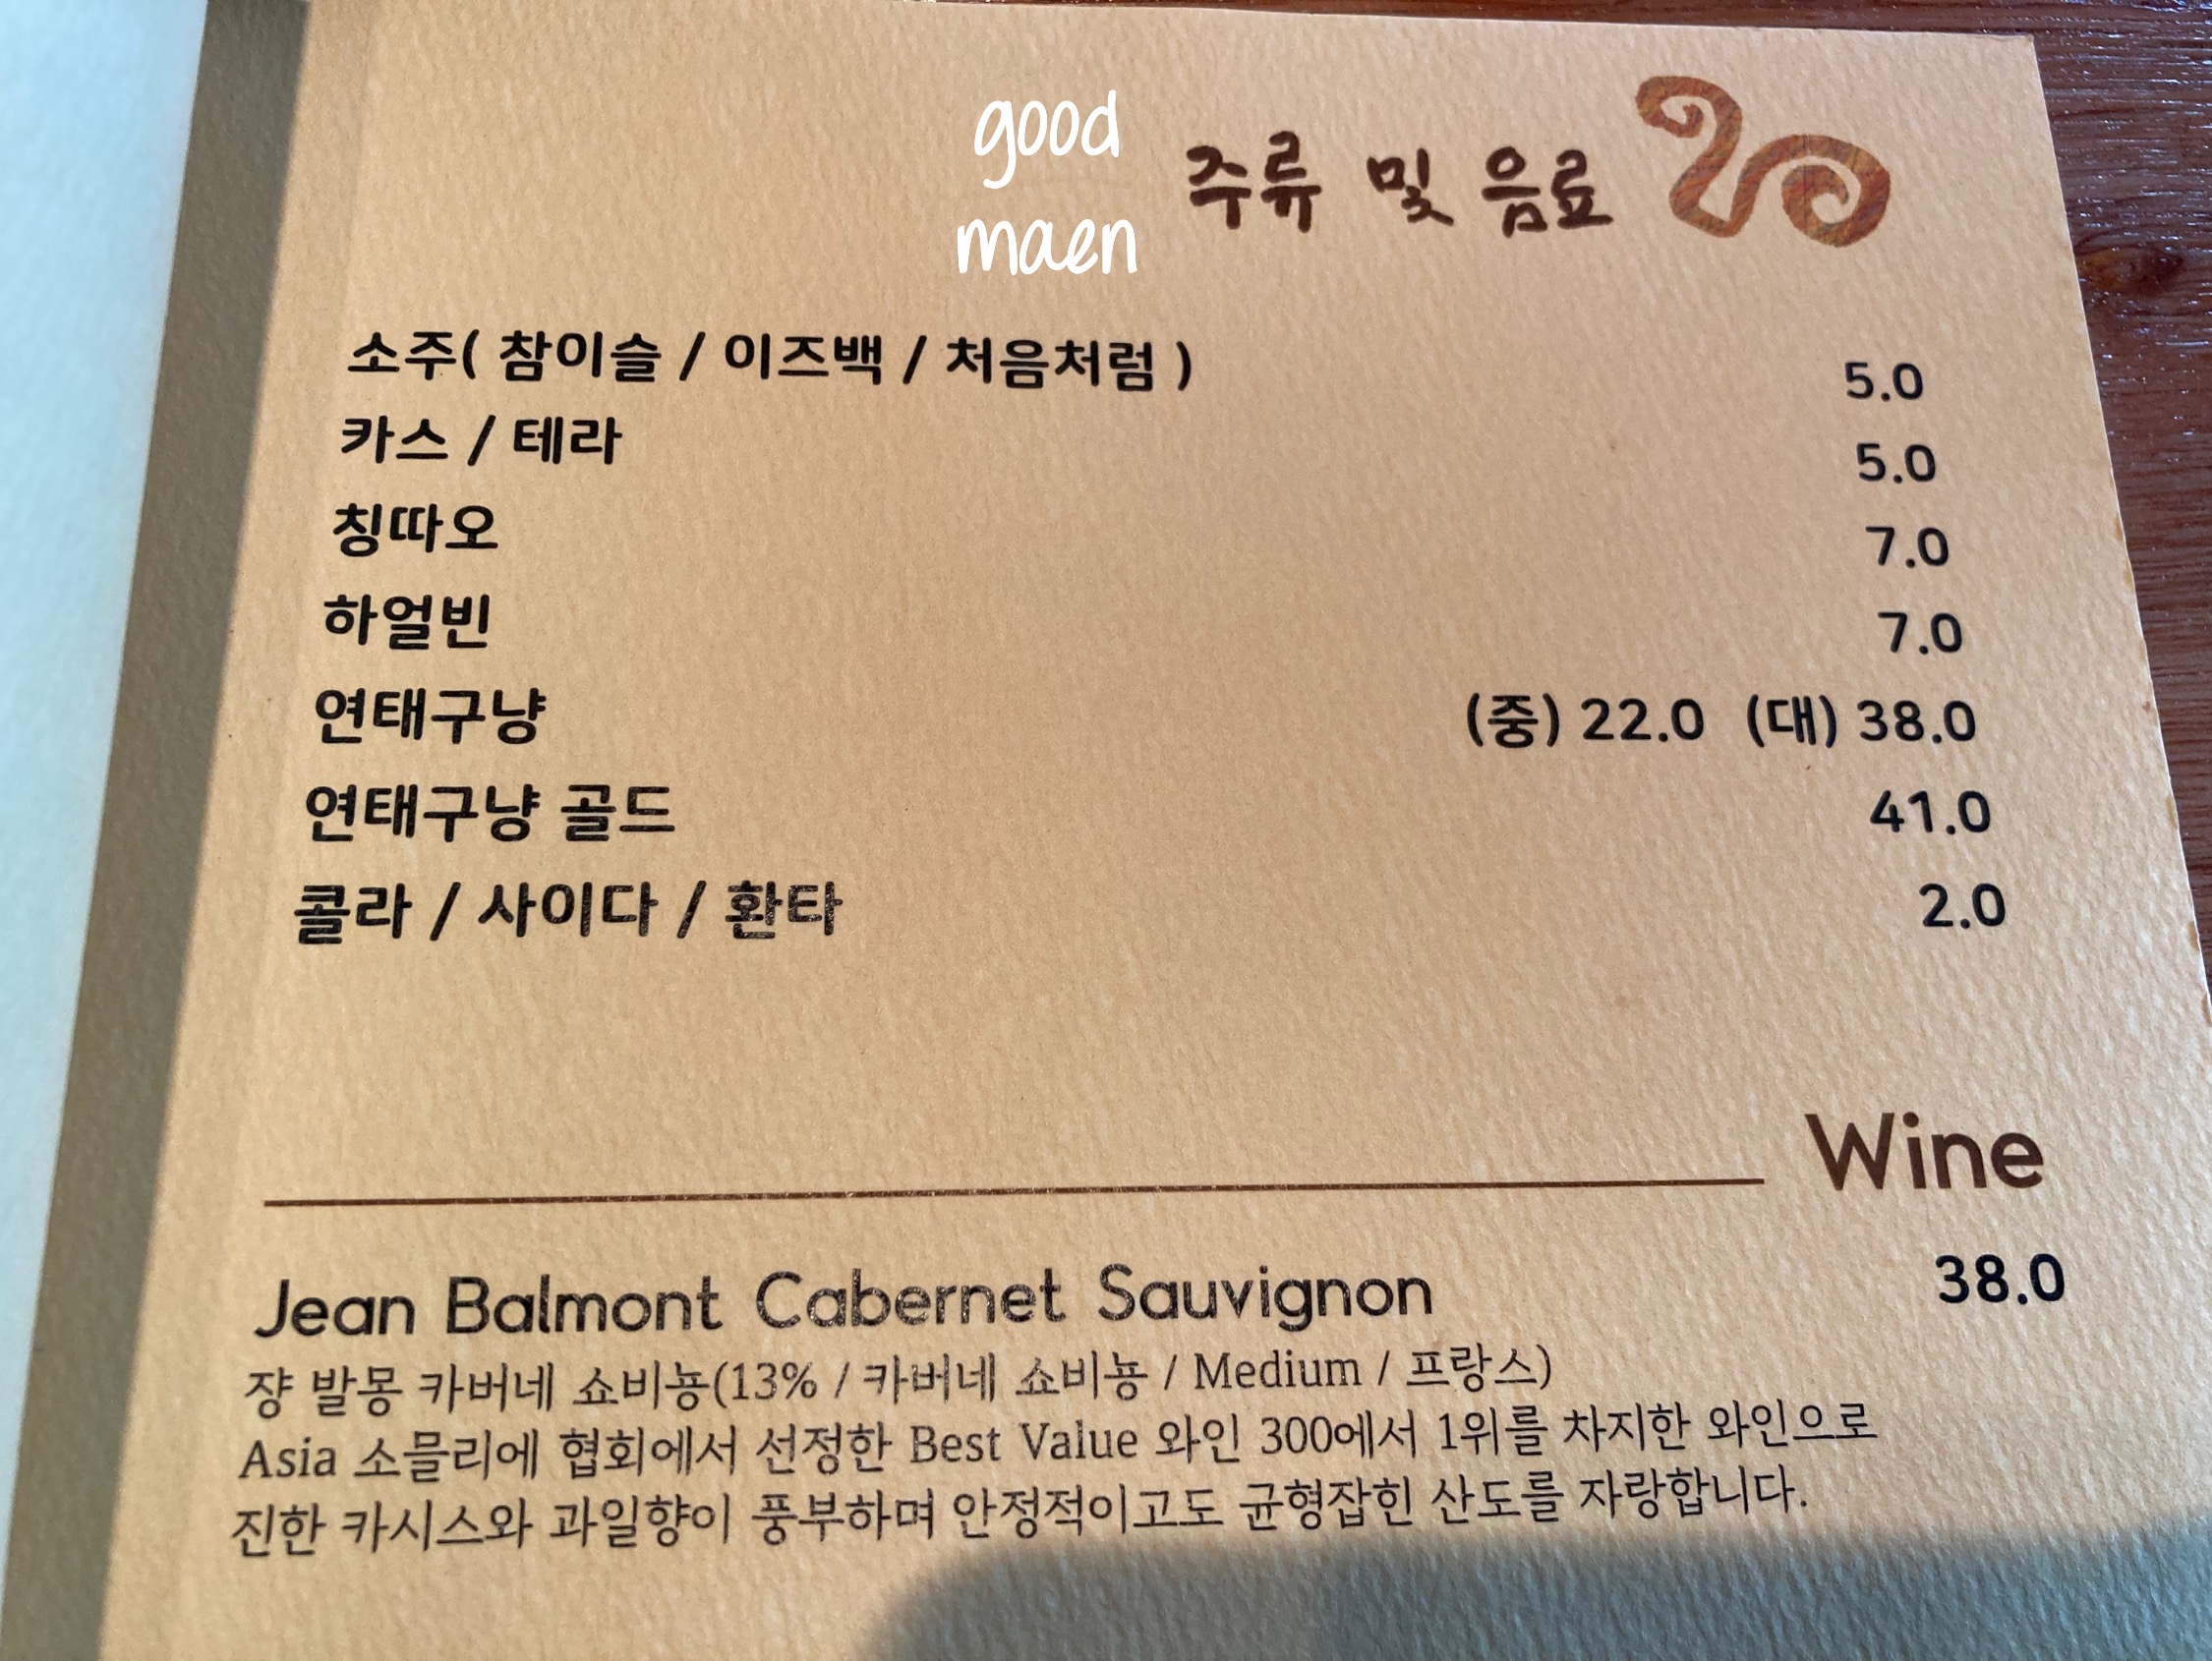 good
maen
주류 및 음료
소주( 참이슬 / 이즈백 / 처음처럼 ) 5.0
카스 / 테라 5.0
칭따오 7.0
하얼빈 7.0
연태구냥 (중) 22.0 (대) 38.0
연태구냥 골드 41.0
콜라 / 사이다 / 환타 2.0
Wine
Jean Balmont Cabernet Sauvignon 38.0
쟝 발몽 카버네 쇼비뇽(13% / 카버네 쇼비뇽 / Medium / 프랑스)
Asia 소믈리에 협회에서 선정한 Best Value 와인 300에서 1위를 차지한 와인으로
진한 카시스와 과일향이 풍부하며 안정적이고도 균형잡힌 산도를 자랑합니다.